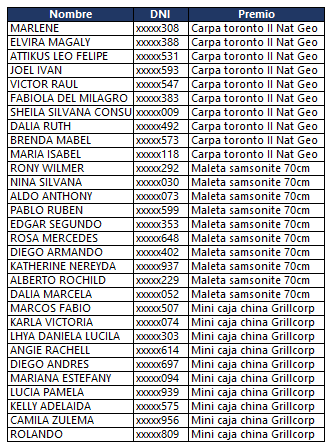 Nombre DNI Premio
MARLENE xxxxx308 Carpa toronto II Nat Geo
ELVIRA MAGALY xxxxx388 Carpa toronto II Nat Geo
ATTIKUS LEO FELIPE xxxxx531 Carpa toronto II Nat Geo
JOEL IVAN xxxxx593 Carpa toronto II Nat Geo
VICTOR RAUL xxxxx547 Carpa toronto II Nat Geo
FABIOLA DEL MILAGRO xxxxx383 Carpa toronto II Nat Geo
SHEILA SILVANA CONSU xxxxx009 Carpa toronto II Nat Geo
DALIA RUTH xxxxx492 Carpa toronto II Nat Geo
BRENDA MABEL xxxxx573 Carpa toronto II Nat Geo
MARIA ISABEL xxxxx118 Carpa toronto II Nat Geo
RONY WILMER xxxxx292 Maleta samsonite 70cm
NINA SILVANA xxxxx030 Maleta samsonite 70cm
ALDO ANTHONY xxxxx073 Maleta samsonite 70cm
PABLO RUBEN xxxxx599 Maleta samsonite 70cm
EDGAR SEGUNDO xxxxx353 Maleta samsonite 70cm
ROSA MERCEDES xxxxx648 Maleta samsonite 70cm
DIEGO ARMANDO xxxxx402 Maleta samsonite 70cm
KATHERINE NEREYDA xxxxx937 Maleta samsonite 70cm
ALBERTO ROCHILD xxxxx229 Maleta samsonite 70cm
DALIA MARCELA xxxxx052 Maleta samsonite 70cm
MARCOS FABIO xxxxx507 Mini caja china Grillcorp
KARLA VICTORIA xxxxx074 Mini caja china Grillcorp
LHYA DANIELA LUCILA xxxxx303 Mini caja china Grillcorp
ANGIE RACHELL xxxxx614 Mini caja china Grillcorp
DIEGO ANDRES xxxxx697 Mini caja china Grillcorp
MARIANA ESTEFANY xxxxx094 Mini caja china Grillcorp
LUCIA PAMELA xxxxx939 Mini caja china Grillcorp
KELLY ADELAIDA xxxxx575 Mini caja china Grillcorp
CAMILA ZULEMA xxxxx956 Mini caja china Grillcorp
ROLANDO xxxxx809 Mini caja china Grillcorp